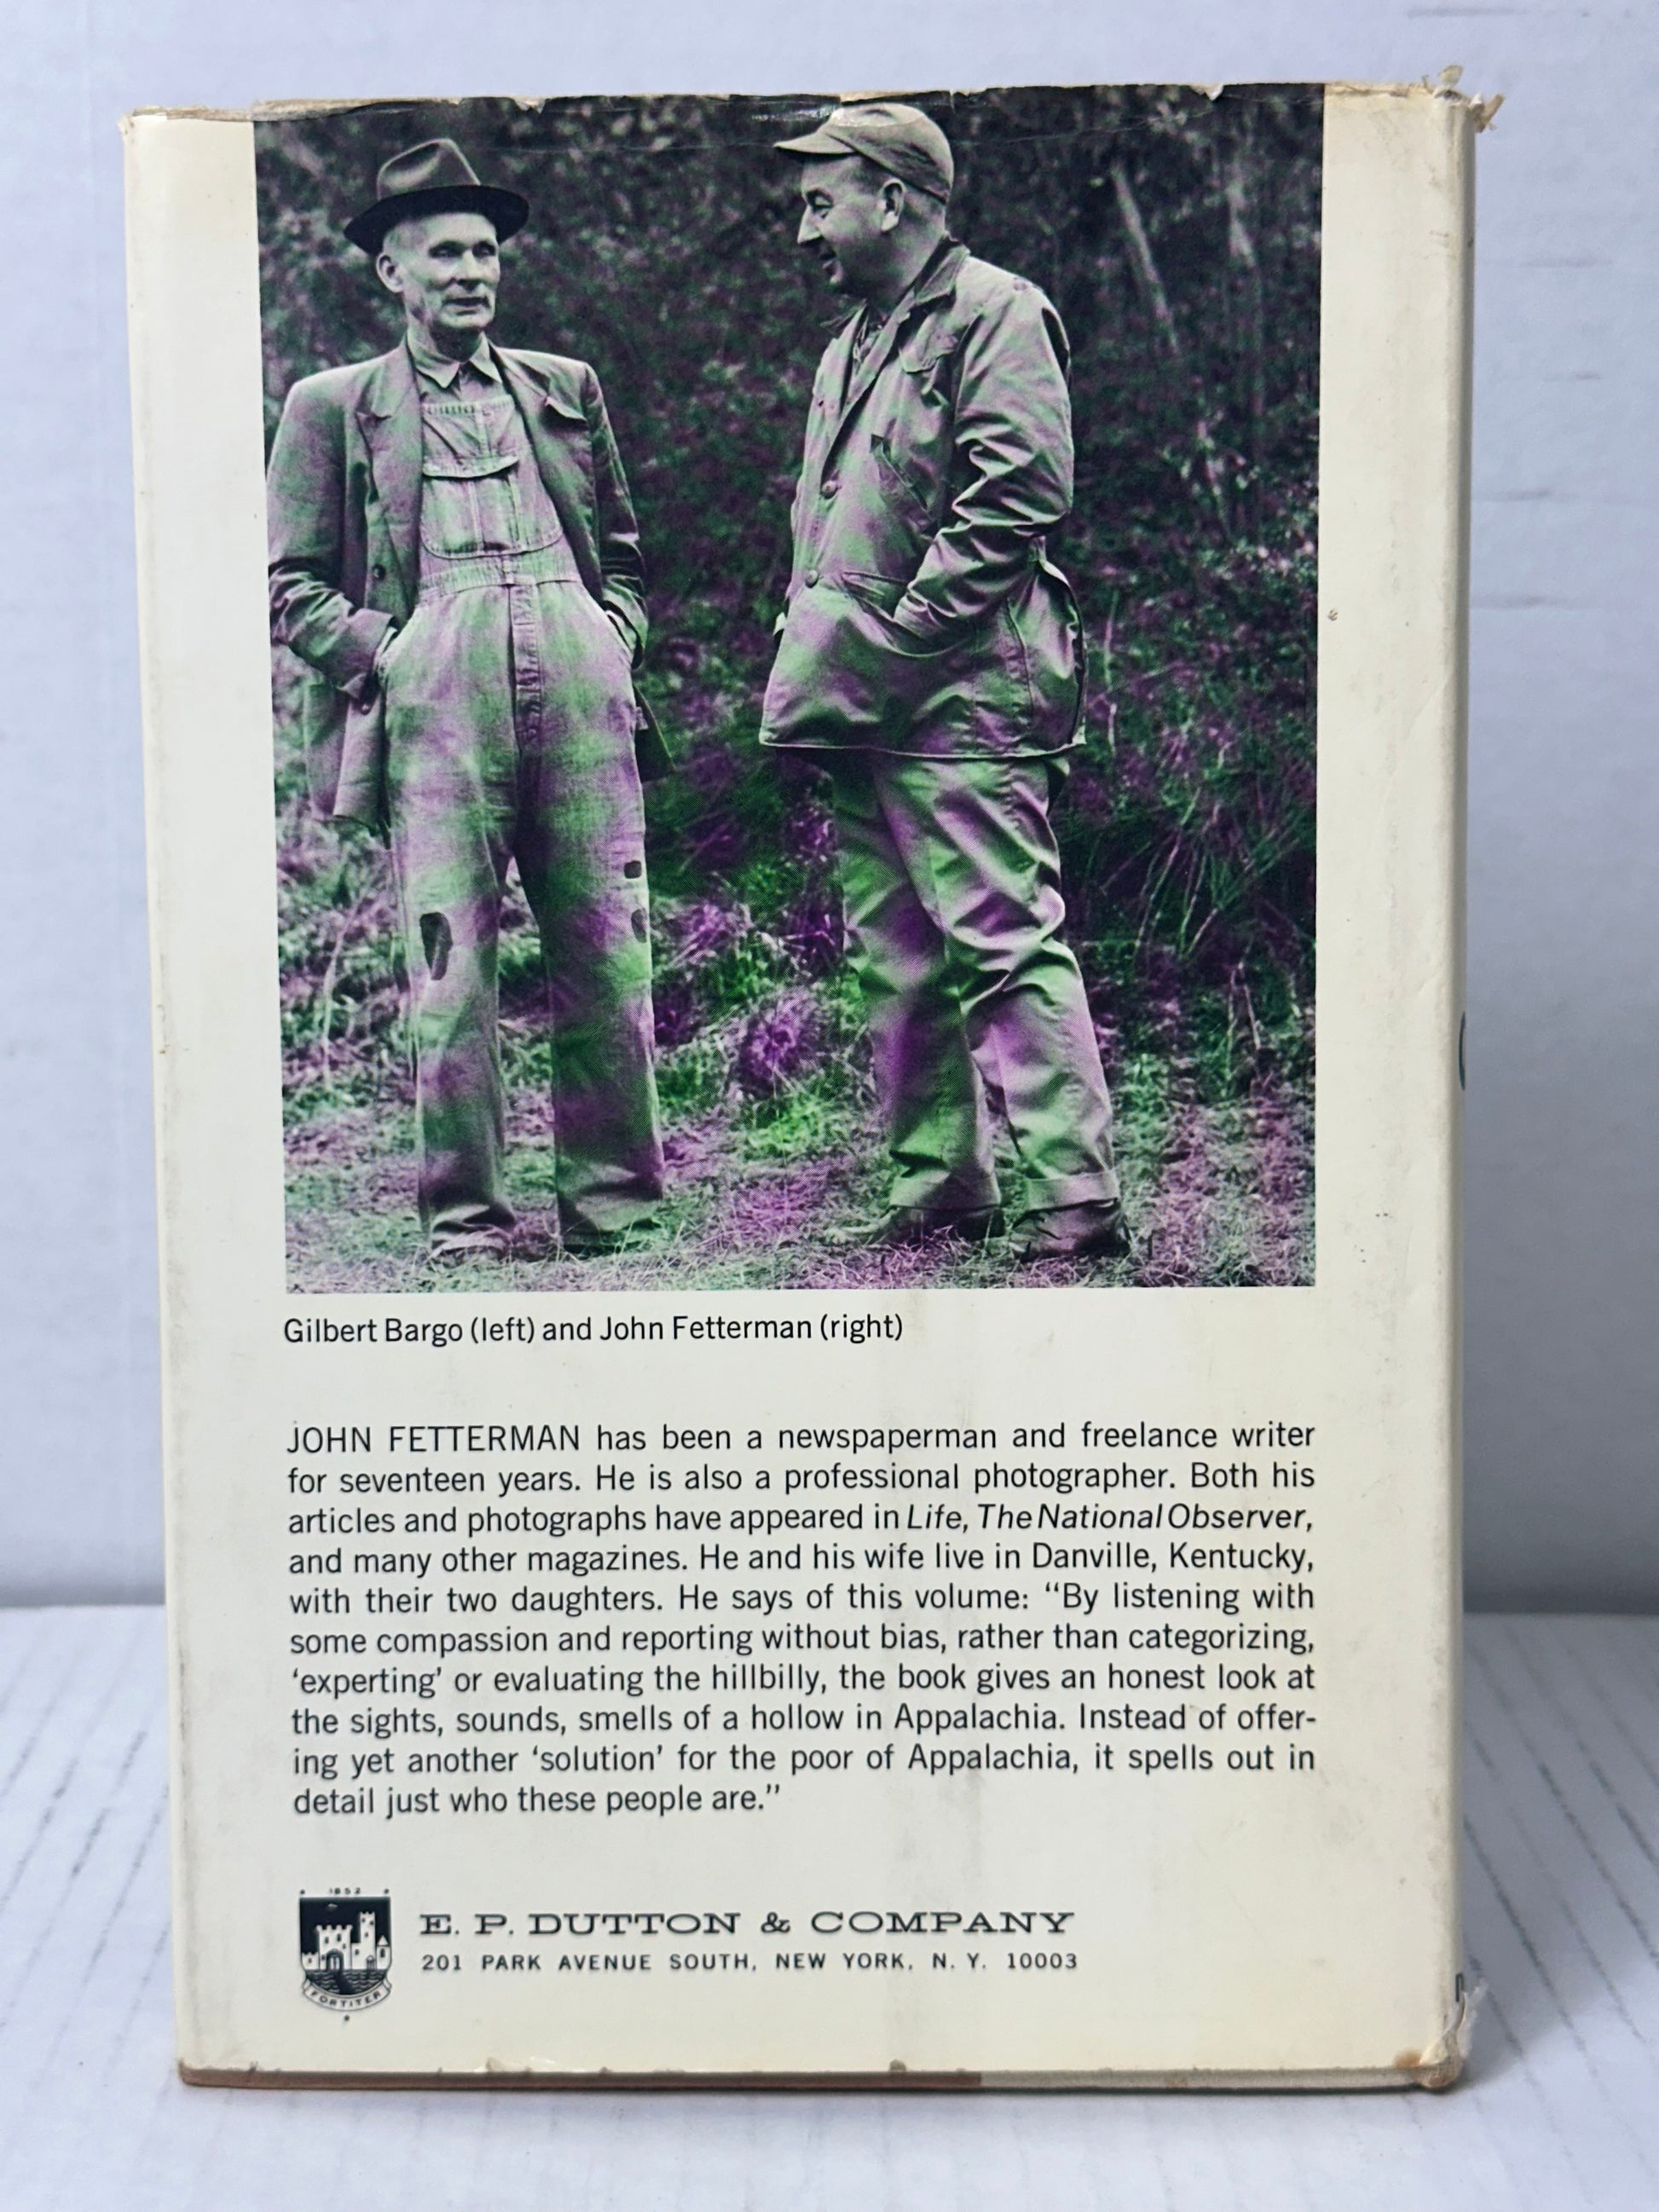 Gilbert Bargo (left) and John Fetterman (right)
JOHN FETTERMAN has been a newspaperman and freelance writer
for seventeen years. He is also a professional photographer. Both his
articles and photographs have appeared in Life, The National Observer,
and many other magazines. He and his wife live in Danville, Kentucky,
with their two daughters. He says of this volume: “By listening with
some compassion and reporting without bias, rather than categorizing,
‘experting’ or evaluating the hillbilly, the book gives an honest look at
the sights, sounds, smells of a hollow in Appalachia. Instead of offer-
ing yet another ‘solution’ for the poor of Appalachia, it spells out in
detail just who these people are.”
1852
FORTITER
E. P. DUTTON & COMPANY
201 PARK AVENUE SOUTH, NEW YORK, N. Y. 10003